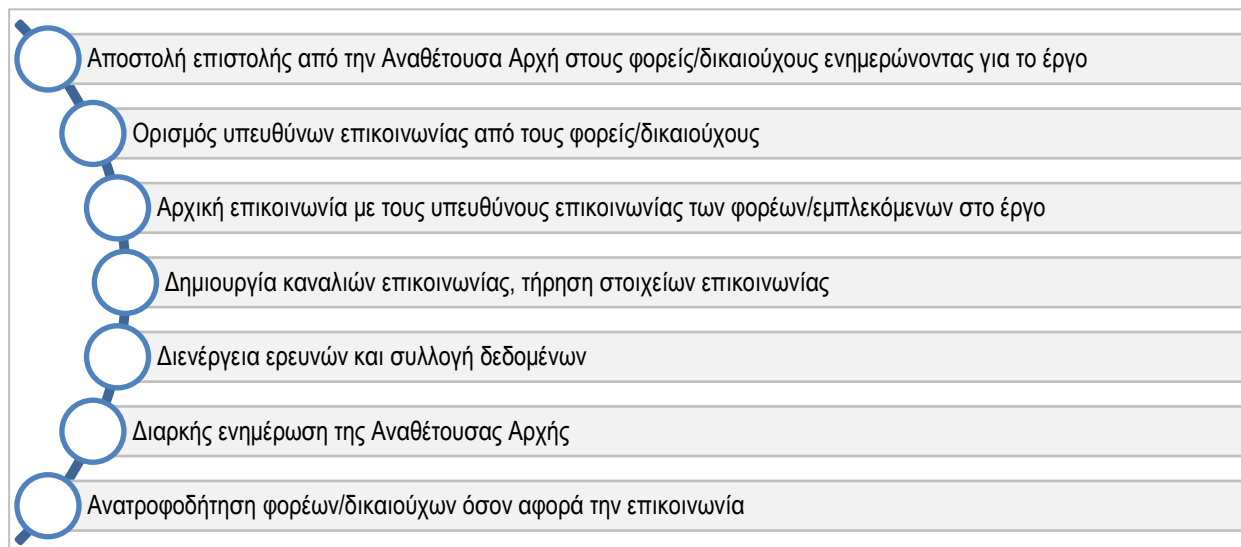 Αποστολή επιστολής από την Αναθέτουσα Αρχή στους φορείς/δικαιούχους ενημερώνοντας για το έργο
Ορισμός υπευθύνων επικοινωνίας από τους φορείς/δικαιούχους
Αρχική επικοινωνία με τους υπευθύνους επικοινωνίας των φορέων/εμπλεκόμενων στο έργο
Δημιουργία καναλιών επικοινωνίας, τήρηση στοιχείων επικοινωνίας
Διενέργεια ερευνών και συλλογή δεδομένων
Διαρκής ενημέρωση της Αναθέτουσας Αρχής
Ανατροφοδήτηση φορέων/δικαιούχων όσον αφορά την επικοινωνία